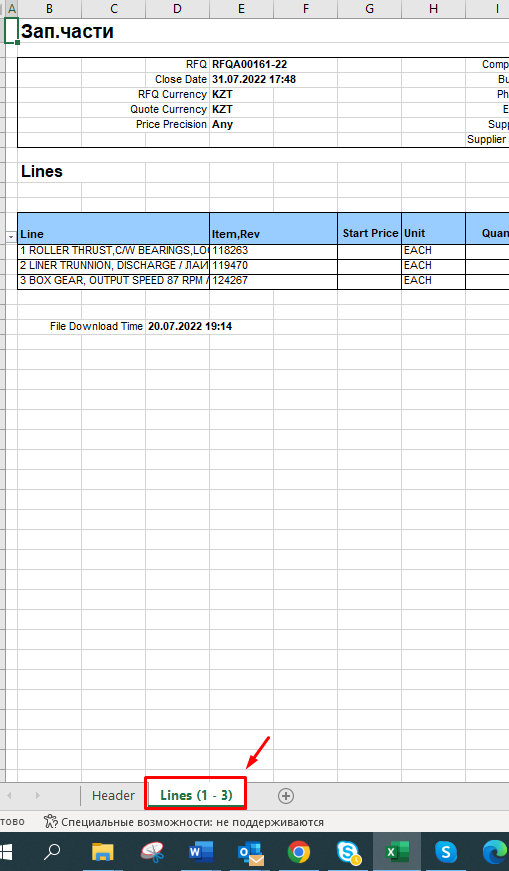 A B C D E F G H I
Зап.части
RFQ RFQA00161-22
Close Date 31.07.2022 17:48
RFQ Currency KZT
Quote Currency KZT
Price Precision Any
Comp
Bu
Ph
E
Supp
Supplier
Lines
Line Item,Rev Start Price Unit Quan
1 ROLLER THRUST,C/W BEARINGS,LO 118263 EACH
2 LINER TRUNNION, DISCHARGE / ЛАЙ 119470 EACH
3 BOX GEAR, OUTPUT SPEED 87 RPM / 124267 EACH
File Download Time 20.07.2022 19:14
Header Lines (1 - 3)
тово Специальные возможности: не поддерживаются